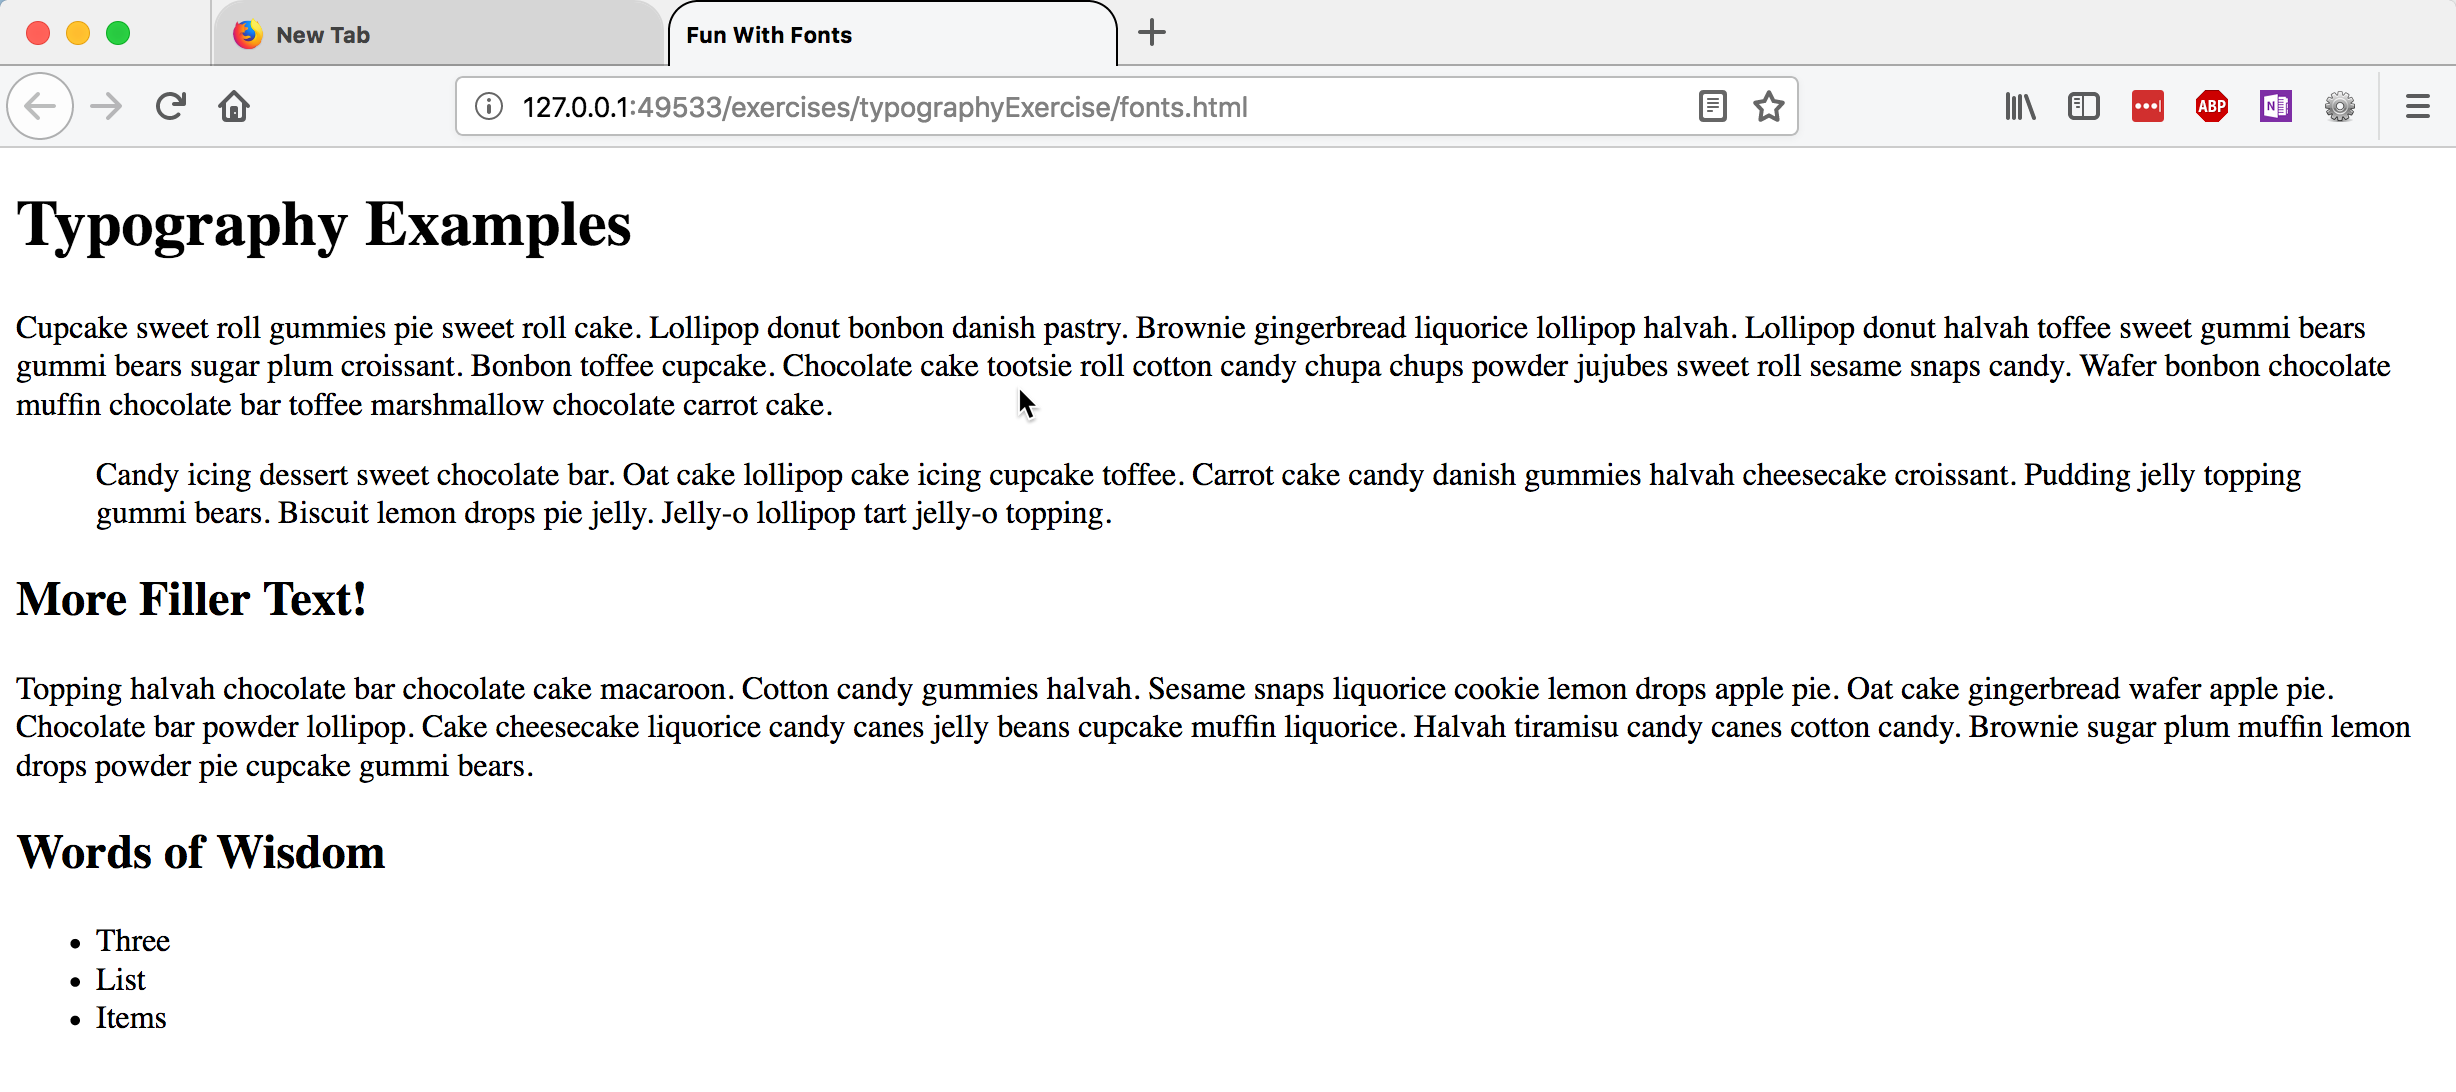 New Tab
Fun With Fonts
127.0.0.1:49533/exercises/typographyExercise/fonts.html
ABP
N
Typography Examples
Cupcake sweet roll gummies pie sweet roll cake. Lollipop donut bonbon danish pastry. Brownie gingerbread liquorice lollipop halvah. Lollipop donut halvah toffee sweet gummi bears
gummi bears sugar plum croissant. Bonbon toffee cupcake. Chocolate cake tootsie roll cotton candy chupa chups powder jujubes sweet roll sesame snaps candy. Wafer bonbon chocolate
muffin chocolate bar toffee marshmallow chocolate carrot cake.
Candy icing dessert sweet chocolate bar. Oat cake lollipop cake icing cupcake toffee. Carrot cake candy danish gummies halvah cheesecake croissant. Pudding jelly topping
gummi bears. Biscuit lemon drops pie jelly. Jelly-o lollipop tart jelly-o topping.
More Filler Text!
Topping halvah chocolate bar chocolate cake macaroon. Cotton candy gummies halvah. Sesame snaps liquorice cookie lemon drops apple pie. Oat cake gingerbread wafer apple pie.
Chocolate bar powder lollipop. Cake cheesecake liquorice candy canes jelly beans cupcake muffin liquorice. Halvah tiramisu candy canes cotton candy. Brownie sugar plum muffin lemon
drops powder pie cupcake gummi bears.
Words of Wisdom
• Three
• List
• Items